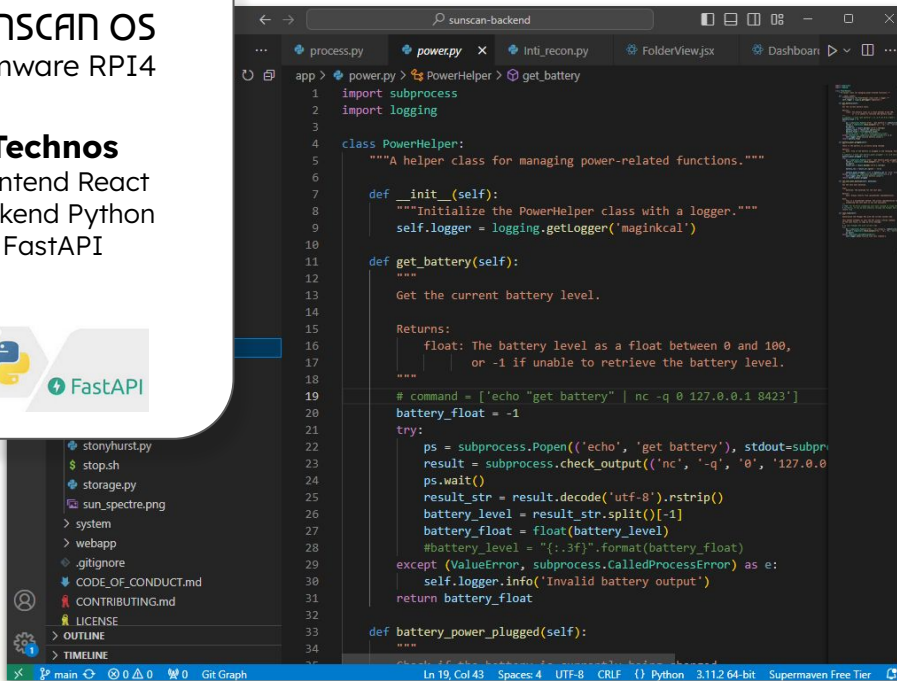 NSCAN OS
mware RPI4
Technos
ntend React
kend Python
FastAPI
FastAPI
sunscan-backend
process.py
power.py
Inti_recon.py
FolderView.jsx
Dashboar
app > power.py > PowerHelper > get_battery
1 import subprocess
2 import logging
3
4 class PowerHelper:
5 """A helper class for managing power-related functions."""
6
7 def __init__(self):
8 """Initialize the PowerHelper class with a logger."""
9 self.logger = logging.getLogger('maginkcal')
10
11 def get_battery(self):
12 """
13 Get the current battery level.
14
15 Returns:
16 float: The battery level as a float between 0 and 100,
17 or -1 if unable to retrieve the battery level.
18 """
19 # command = ['echo "get battery" | nc -q 0 127.0.0.1 8423']
20 battery_float = -1
21 try:
22 ps = subprocess.Popen(('echo', 'get battery'), stdout=subpr
23 result = subprocess.check_output(('nc', '-q', '0', '127.0.0
24 ps.wait()
25 result_str = result.decode('utf-8').rstrip()
26 battery_level = result_str.split()[-1]
27 battery_float = float(battery_level)
28 #battery_level = "{:.3f}".format(battery_float)
29 except (ValueError, subprocess.CalledProcessError) as e:
30 self.logger.info('Invalid battery output')
31 return battery_float
32
33 def battery_power_plugged(self):
34 """
stonyhurst.py
stop.sh
storage.py
sun_spectre.png
> system
> webapp
.gitignore
CODE_OF_CONDUCT.md
CONTRIBUTING.md
LICENSE
> OUTLINE
> TIMELINE
1
main 0 0 0 Git Graph
Ln 19, Col 43 Spaces: 4 UTF-8 CRLF {} Python 3.11.2 64-bit Supermaven Free Tier